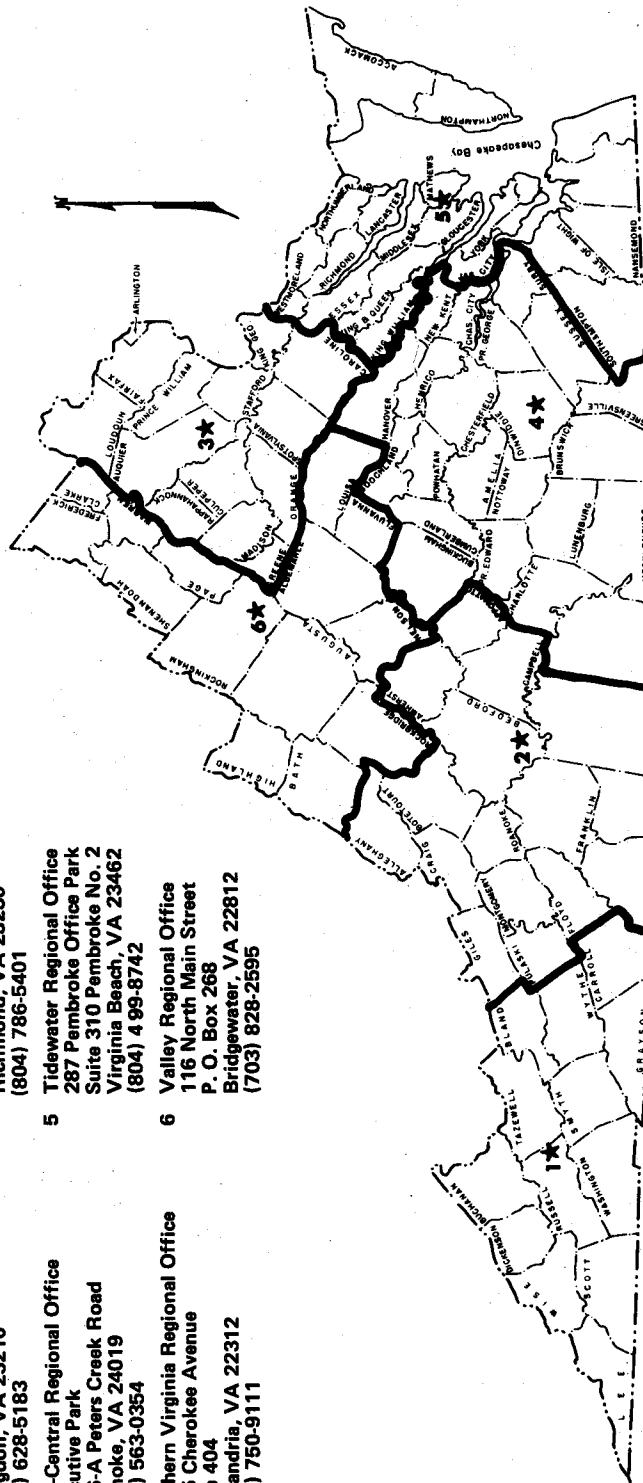 gdon, VA 23210
) 628-5183
-Central Regional Office
utive Park
-A Peters Creek Road
noke, VA 24019
) 563-0354
hern Virginia Regional Office
Cherokee Avenue
404
andria, VA 22312
) 750-9111
(804) 786-5401
5 Tidewater Regional Office
287 Pembroke Office Park
Suite 310 Pembroke No. 2
Virginia Beach, VA 23462
(804) 499-8742
6 Valley Regional Office
116 North Main Street
P. O. Box 268
Bridgewater, VA 22812
(703) 828-2595
N
ARLINGTON
FAIRFAX
LOUDOUN
PRINCE WILLIAM
FAUQUIER
CLARKE
FREDERICK
WARREN
RAPPAHANNOCK
CULPEPER
3
STAFFORD
KING GEO
SHENANDOAH
PAGE
MADISON
GREENE
ORANGE
SPOTSYLVANIA
CAROLINE
WESTMORELAND
NORTHUMBERLAND
RICHMOND
LANCASTER
ESSEX
MIDDLESEX
KING & QUEEN
KING WILLIAM
MATHEWS
5
GLOUCESTER
ACCOMACK
NORTHAMPTON
Chesapeake Bay
ROCKINGHAM
6
ALBEMARLE
LOUISA
HANOVER
NEW KENT
YORK
CITY
HIGHLAND
AUGUSTA
NELSON
FLUVANNA
GOOCHLAND
HENRICO
CHAS. CITY
BATH
ROCKBRIDGE
AMHERST
BUCKINGHAM
CUMBERLAND
POWHATAN
CHESTERFIELD
PR. GEORGE
SURRY
ISLE OF WIGHT
ALLEGHANY
BOTETOURT
BEDFORD
CAMPBELL
PR. EDWARD
AMELIA
NOTTOWAY
DINWIDDIE
4
SUSSEX
SOUTHAMPTON
NANSEMOND
CRAIG
ROANOKE
2
CHARLOTTE
LUNENBURG
BRUNSWICK
GREENSVILLE
GILES
MONTGOMERY
FRANKLIN
BLAND
PULASKI
FLOYD
BUCHANAN
TAZEWELL
WYTHE
CARROLL
DICKENSON
RUSSELL
1
SMYTH
GRAYSON
WISE
WASHINGTON
SCOTT
LEE